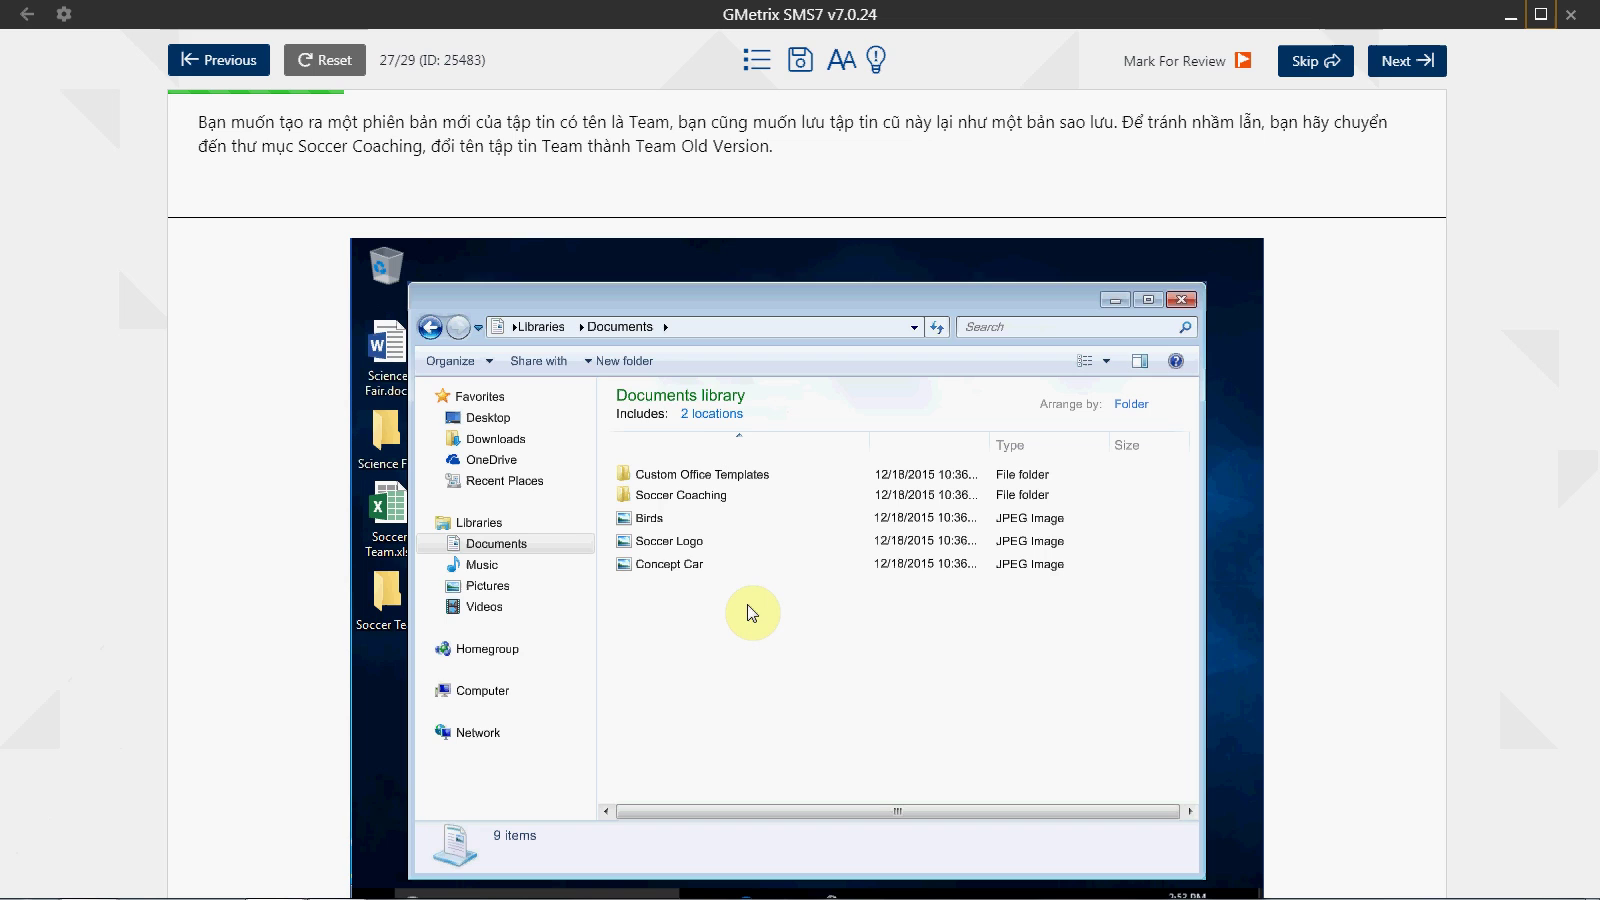 GMetrix SMS7 v7.0.24
Previous
Reset
27/29 (ID: 25483)
AA
Mark For Review
Skip
Next
Bạn muốn tạo ra một phiên bản mới của tập tin có tên là Team, bạn cũng muốn lưu tập tin cũ này lại như một bản sao lưu. Để tránh nhầm lẫn, bạn hãy chuyển
đến thư mục Soccer Coaching, đổi tên tập tin Team thành Team Old Version.
Libraries
Documents
Search
Organize
Share with
New folder
Science
Fair.doc
Science F
Soccer
Team.xls
Soccer Te
Favorites
Desktop
Downloads
OneDrive
Recent Places
Libraries
Documents
Music
Pictures
Videos
Homegroup
Computer
Network
Documents library
Includes: 2 locations
Arrange by: Folder
Type
Size
Custom Office Templates 12/18/2015 10:36... File folder
Soccer Coaching 12/18/2015 10:36... File folder
Birds 12/18/2015 10:36... JPEG Image
Soccer Logo 12/18/2015 10:36... JPEG Image
Concept Car 12/18/2015 10:36... JPEG Image
9 items